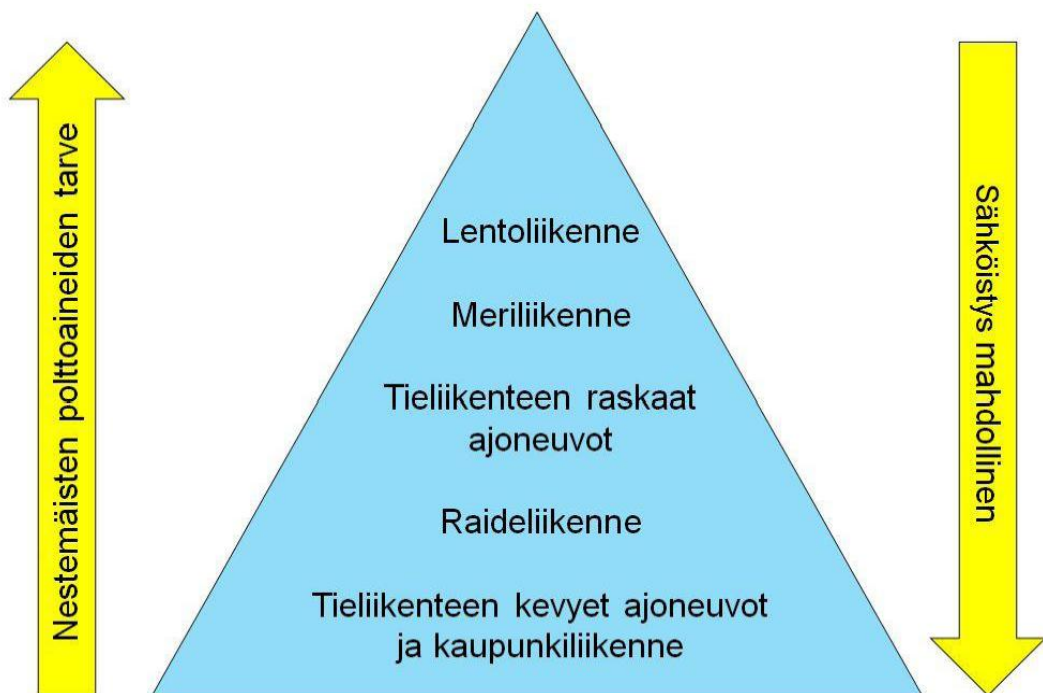 Nestemäisten polttoaineiden tarve
Lentoliikenne
Meriliikenne
Tieliikenteen raskaat
ajoneuvot
Raideliikenne
Tieliikenteen kevyet ajoneuvot
ja kaupunkiliikenne
Sähköistys mahdollinen